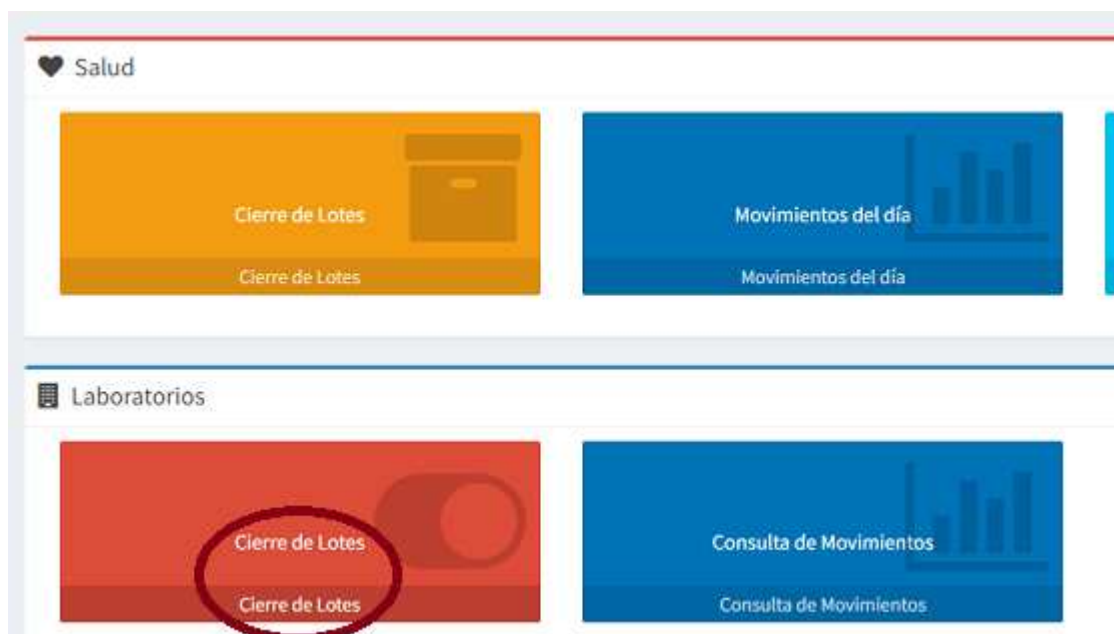 Salud
Cierre de Lotes
Cierre de Lotes
Movimientos del día
Movimientos del día
Laboratorios
Cierre de Lotes
Cierre de Lotes
Consulta de Movimientos
Consulta de Movimientos